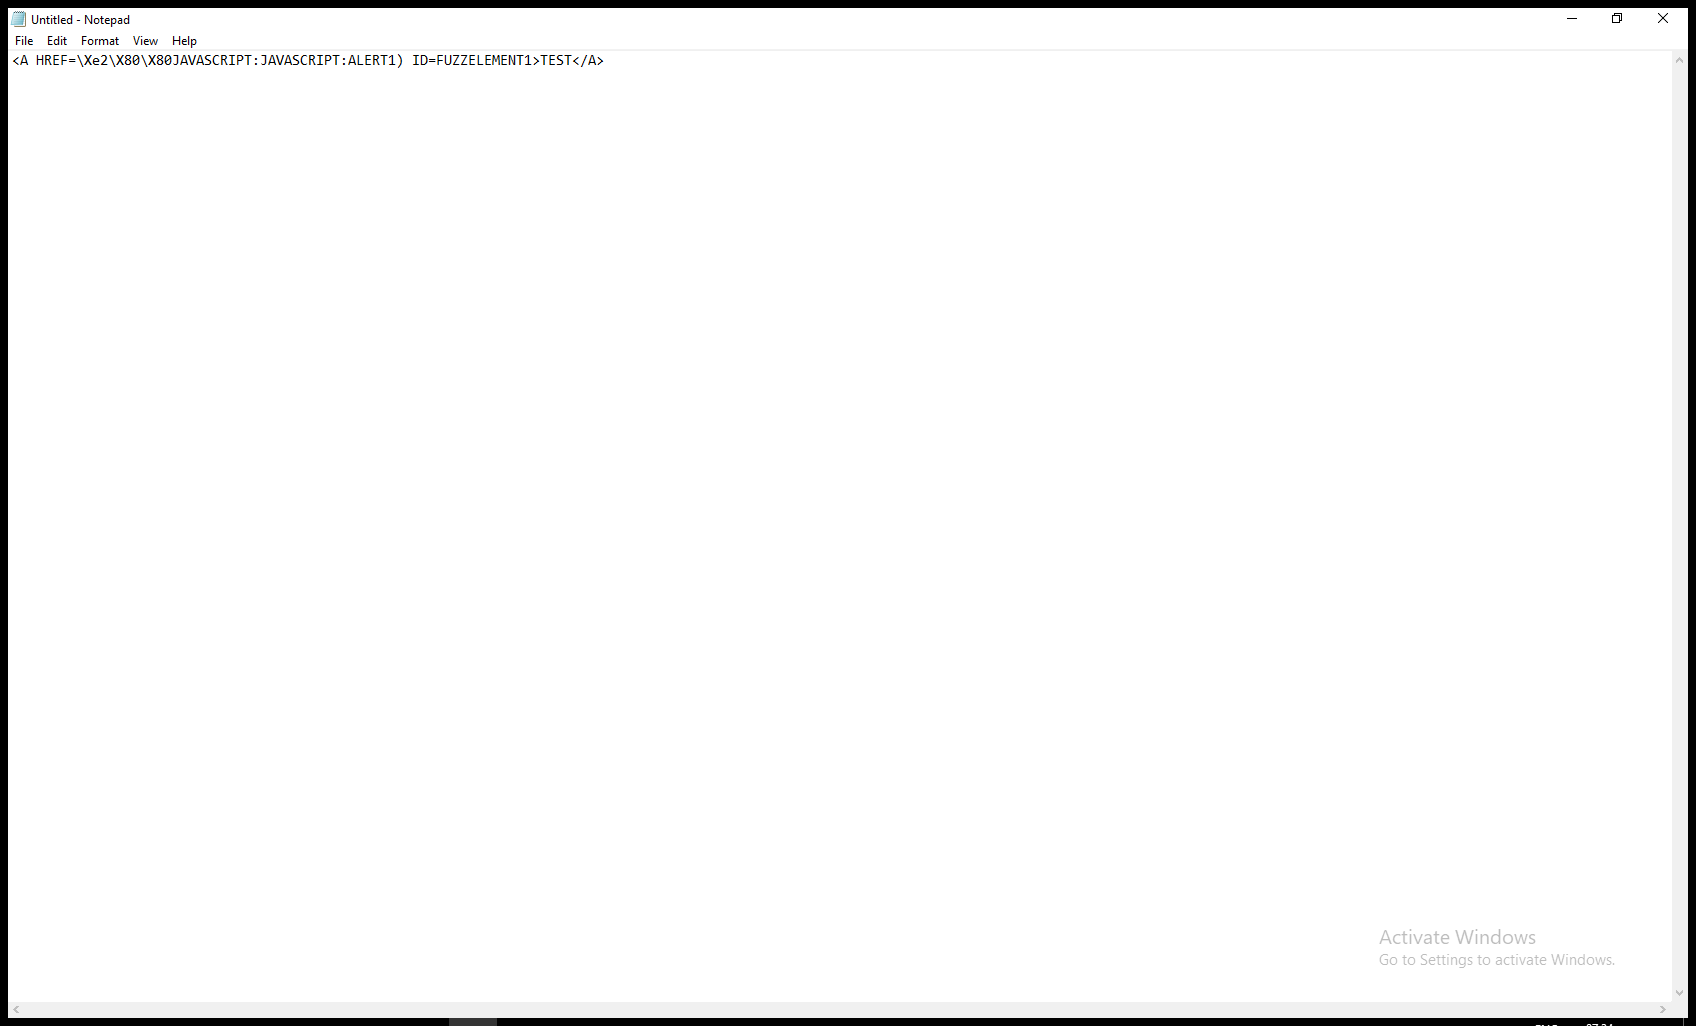 Untitled - Notepad
File Edit Format View Help
<A HREF=\Xe2\X80\X80JAVASCRIPT:JAVASCRIPT:ALERT1) ID=FUZZELEMENT1>TEST</A>
Activate Windows
Go to Settings to activate Windows.